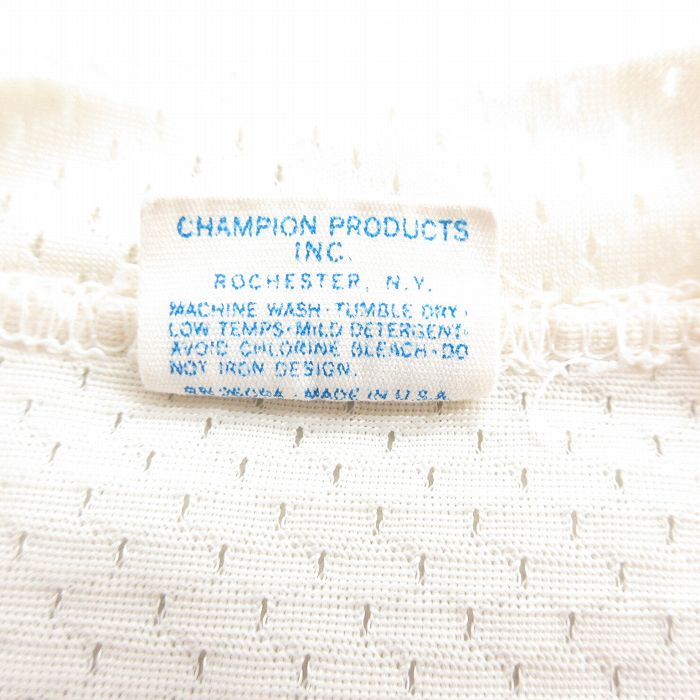 CHAMPION PRODUCTS
INC.
ROCHESTER, N.Y.
MACHINE WASH·TUMBLE DRY·
LOW TEMPS·MILD DETERGENT·
AVOID CHLORINE BLEACH·DO
NOT IRON DESIGN.
RN 26094 MADE IN U.S.A.